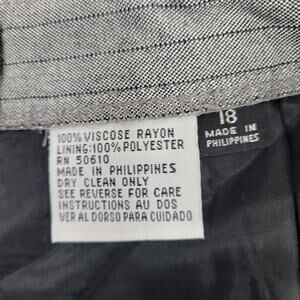 100% VISCOSE RAYON
LINING:100%POLYESTER
RN 50610
MADE IN PHILIPPINES
DRY CLEAN ONLY
SEE REVERSE FOR CARE
INSTRUCTIONS AU DOS
VER AL DORSO PARA CUIDADO
18
MADE IN
PHILIPPINES